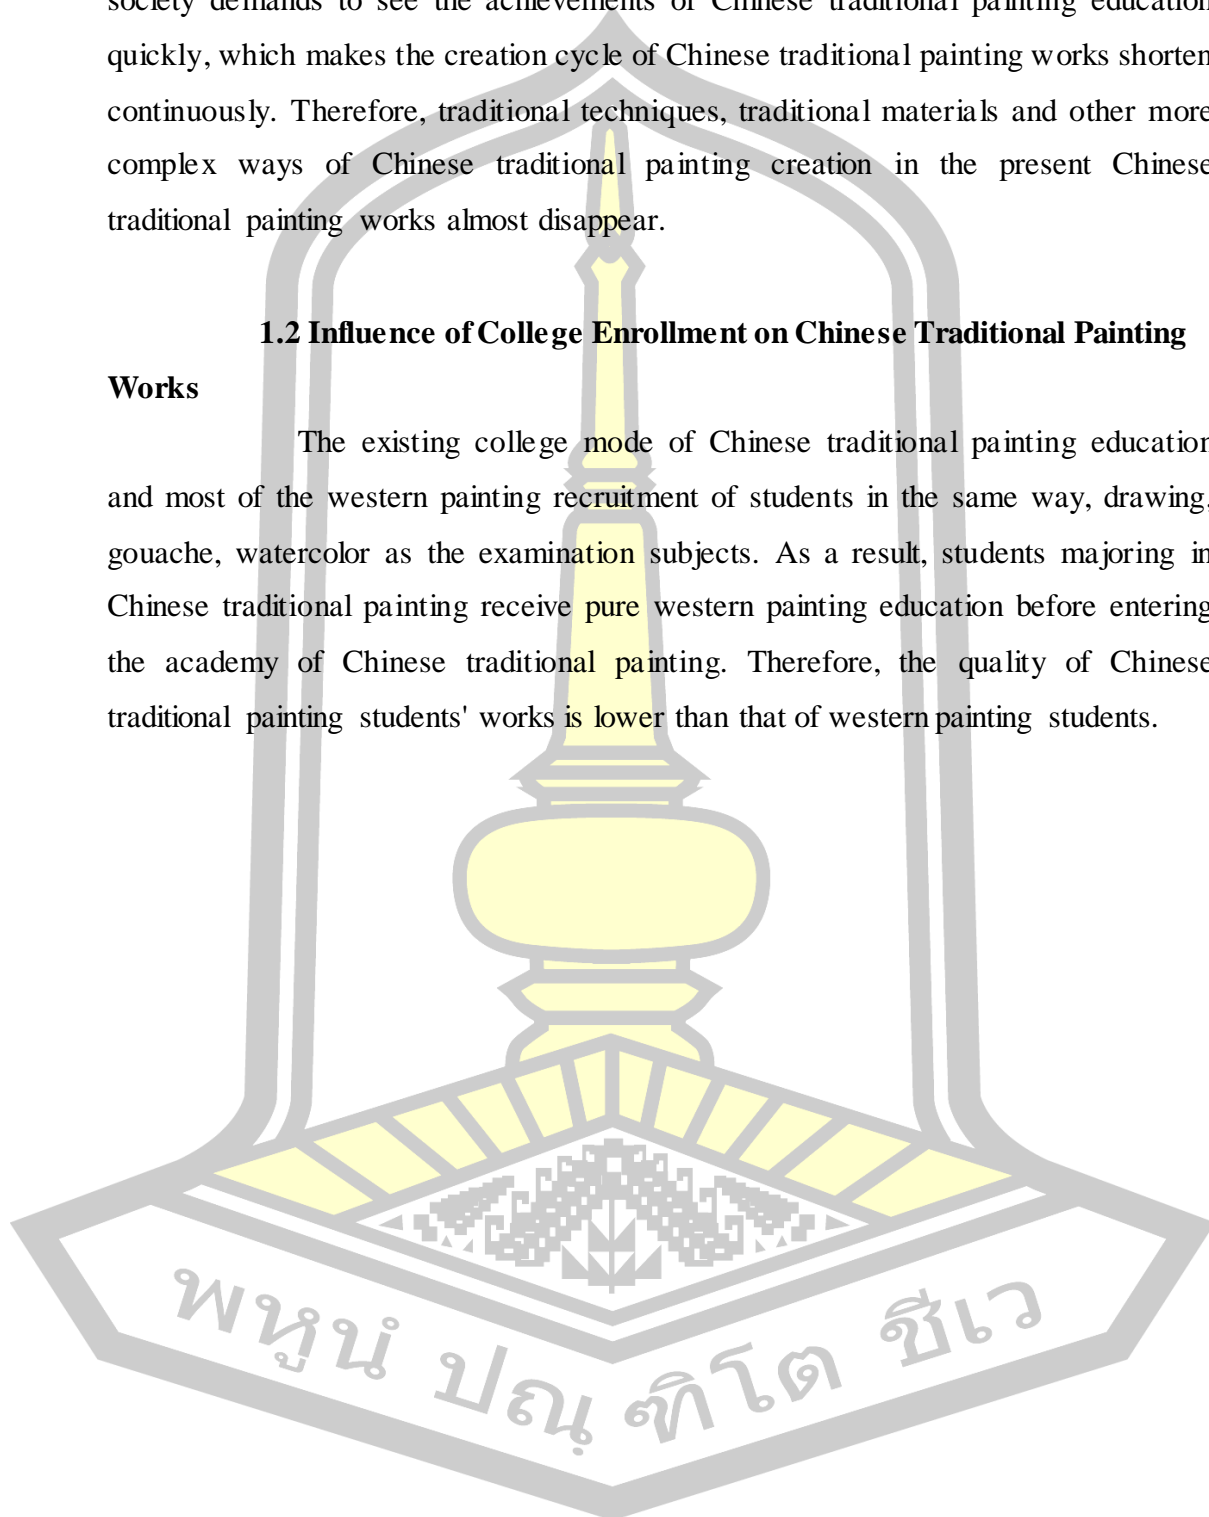 society demands to see the achievements of Chinese traditional painting education
quickly, which makes the creation cycle of Chinese traditional painting works shorten
continuously. Therefore, traditional techniques, traditional materials and other more
complex ways of Chinese traditional painting creation in the present Chinese
traditional painting works almost disappear.
1.2 Influence of College Enrollment on Chinese Traditional Painting
Works
The existing college mode of Chinese traditional painting education
and most of the western painting recruitment of students in the same way, drawing,
gouache, watercolor as the examination subjects. As a result, students majoring in
Chinese traditional painting receive pure western painting education before entering
the academy of Chinese traditional painting. Therefore, the quality of Chinese
traditional painting students' works is lower than that of western painting students.
พหูนํ ปณฺฑิโต ชีเว